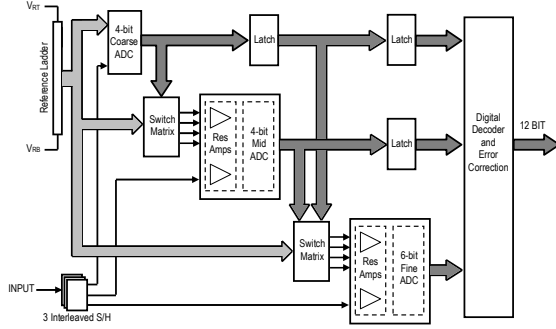 VRT
Reference Ladder
VRB
4-bit
Coarse
ADC
Latch
Latch
Switch
Matrix
Res
Amps
4-bit
Mid
ADC
Latch
Digital
Decoder
and
Error
Correction
12 BIT
Switch
Matrix
Res
Amps
6-bit
Fine
ADC
INPUT
3 Interleaved S/H